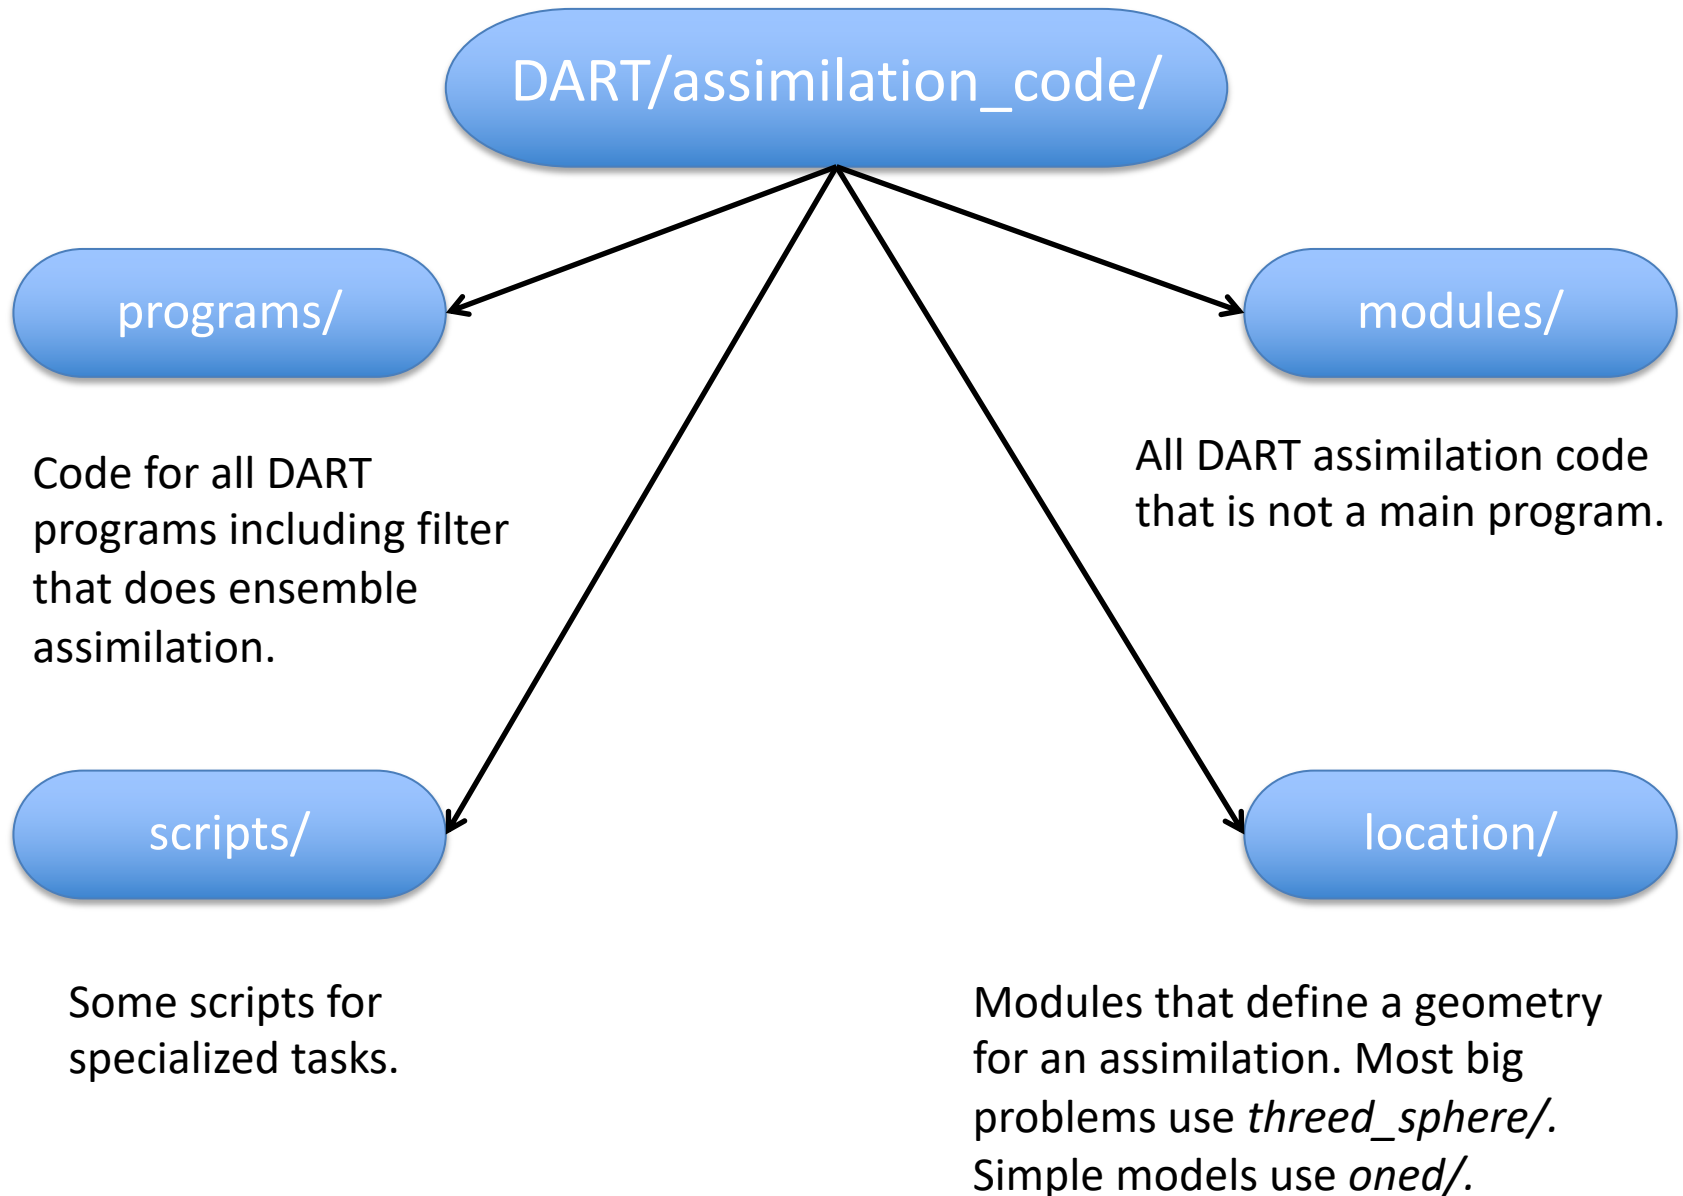 DART/assimilation_code/
programs/
modules/
Code for all DART
programs including filter
that does ensemble
assimilation.
All DART assimilation code
that is not a main program.
scripts/
location/
Some scripts for
specialized tasks.
Modules that define a geometry
for an assimilation. Most big
problems use threed_sphere/.
Simple models use oned/.